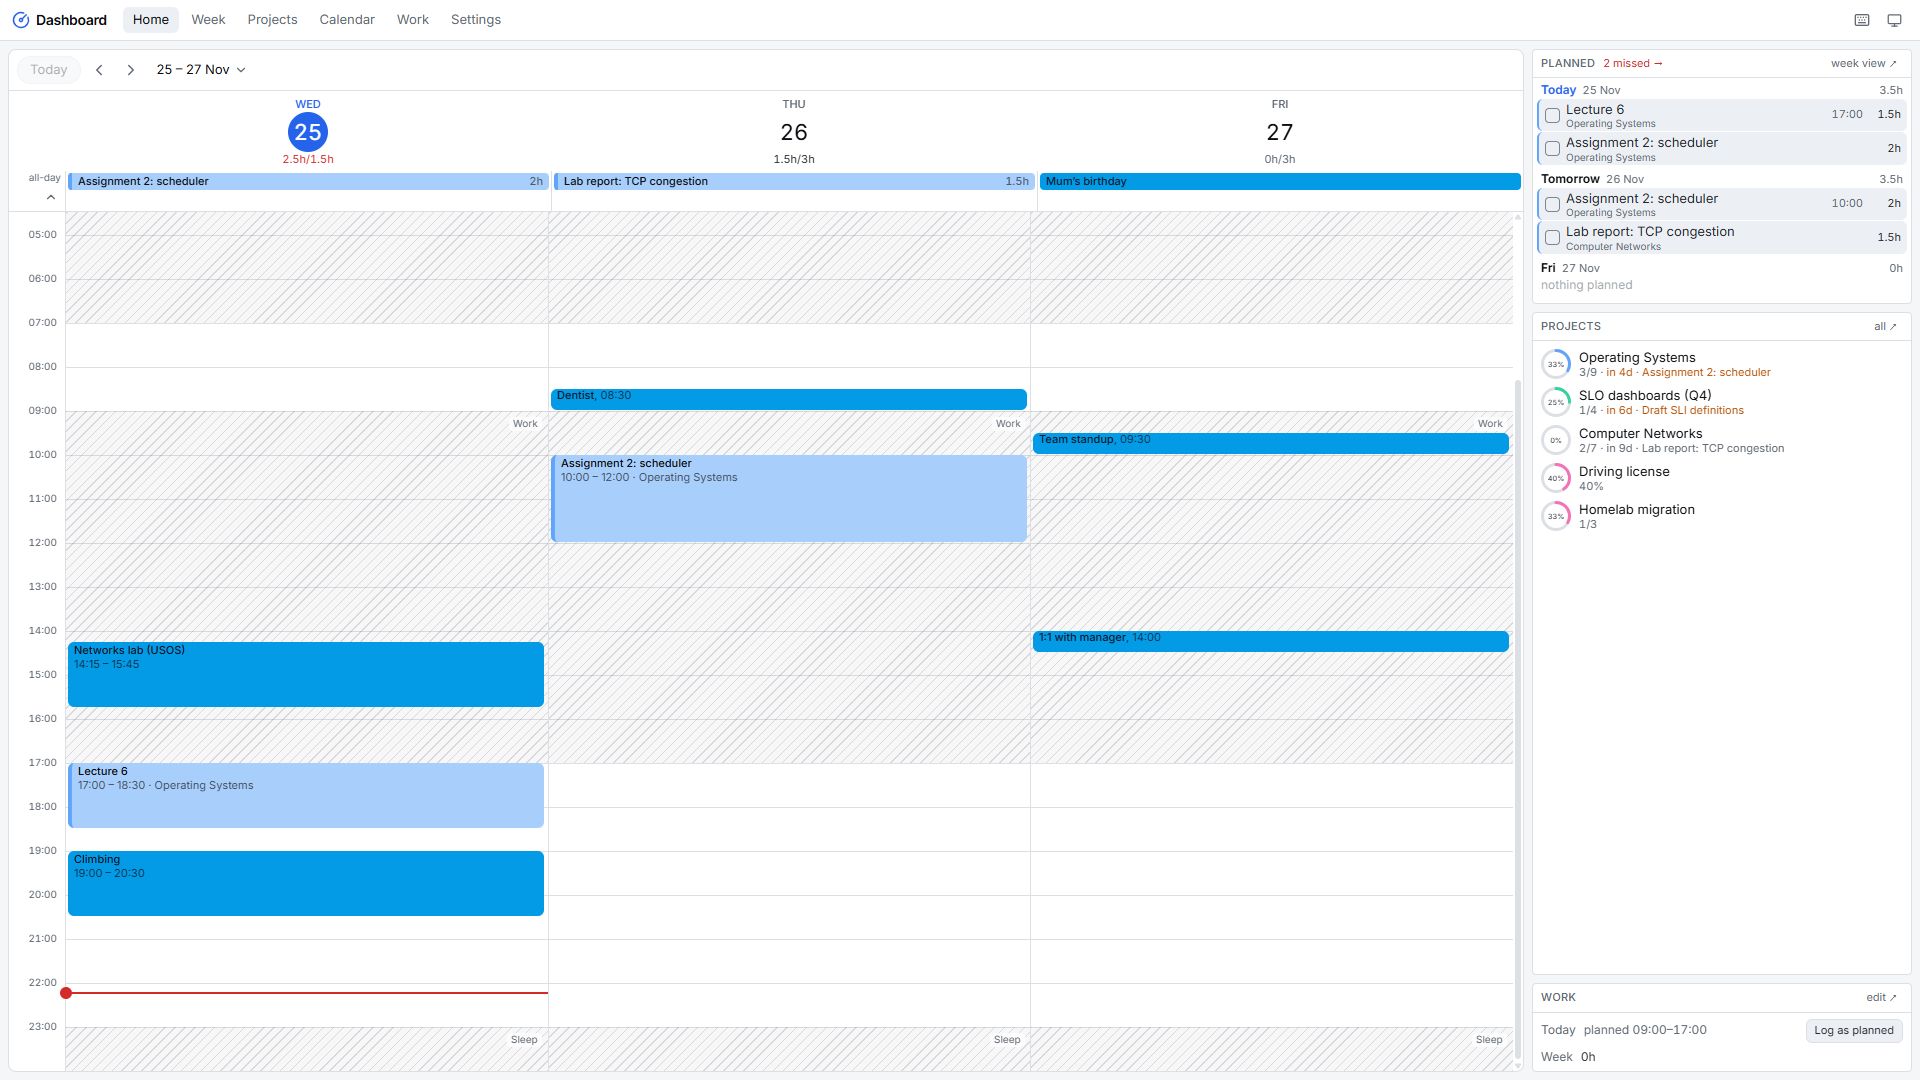 Dashboard Home Week Projects Calendar Work Settings
Today 25 – 27 Nov
WED THU FRI
25 26 27
2.5h/1.5h 1.5h/3h 0h/3h
all-day Assignment 2: scheduler 2h Lab report: TCP congestion 1.5h Mum's birthday
05:00
06:00
07:00
08:00
Dentist, 08:30
09:00
Work Work Work
Team standup, 09:30
10:00
Assignment 2: scheduler
10:00 – 12:00 · Operating Systems
11:00
12:00
13:00
14:00
1:1 with manager, 14:00
Networks lab (USOS)
14:15 – 15:45
15:00
16:00
17:00
Lecture 6
17:00 – 18:30 · Operating Systems
18:00
19:00
Climbing
19:00 – 20:30
20:00
21:00
22:00
23:00
Sleep Sleep Sleep
PLANNED 2 missed → week view ↗
Today 25 Nov 3.5h
Lecture 6 17:00 1.5h
Operating Systems
Assignment 2: scheduler 2h
Operating Systems
Tomorrow 26 Nov 3.5h
Assignment 2: scheduler 10:00 2h
Operating Systems
Lab report: TCP congestion 1.5h
Computer Networks
Fri 27 Nov 0h
nothing planned
PROJECTS all ↗
33% Operating Systems
3/9 · in 4d · Assignment 2: scheduler
25% SLO dashboards (Q4)
1/4 · in 6d · Draft SLI definitions
0% Computer Networks
2/7 · in 9d · Lab report: TCP congestion
40% Driving license
40%
33% Homelab migration
1/3
WORK edit ↗
Today planned 09:00–17:00 Log as planned
Week 0h